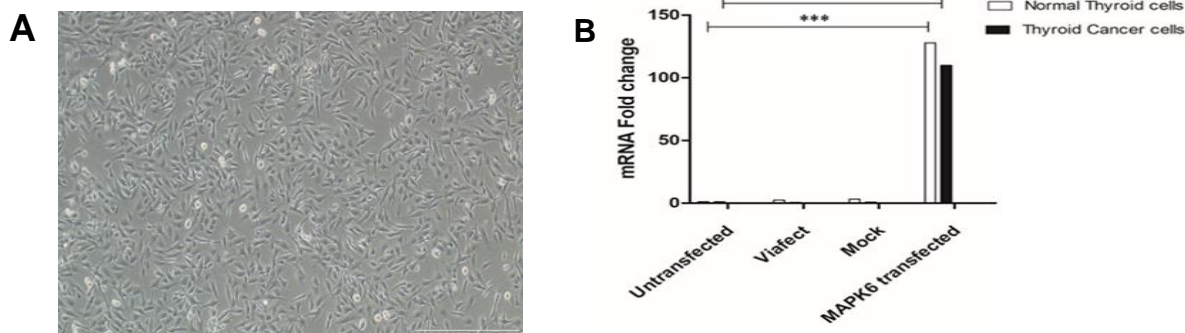 A
B
Normal Thyroid cells
Thyroid Cancer cells
***
150
100
50
0
mRNA Fold change
Untransfected
Viafect
Mock
MAPK6 transfected